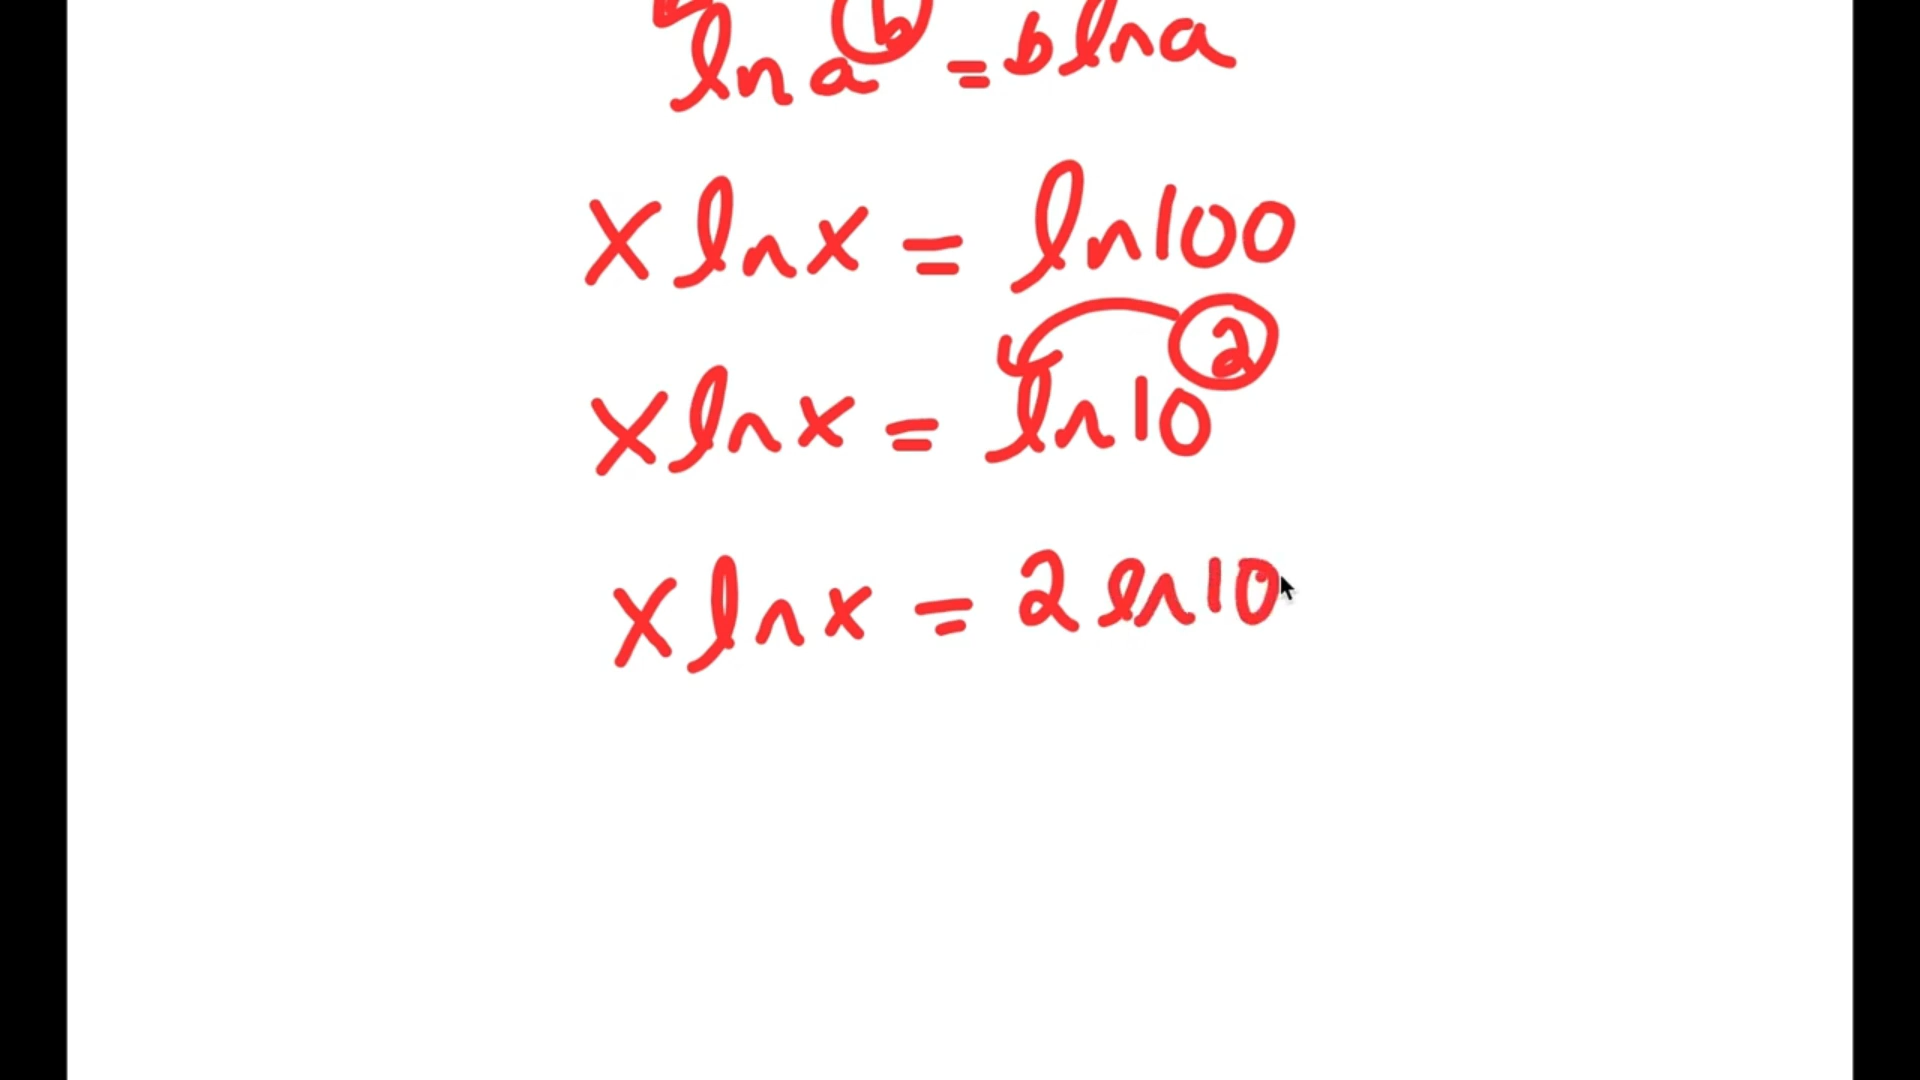 ln a^b = b ln a
x ln x = ln 100
x ln x = ln 10^2
x ln x = 2 ln 10